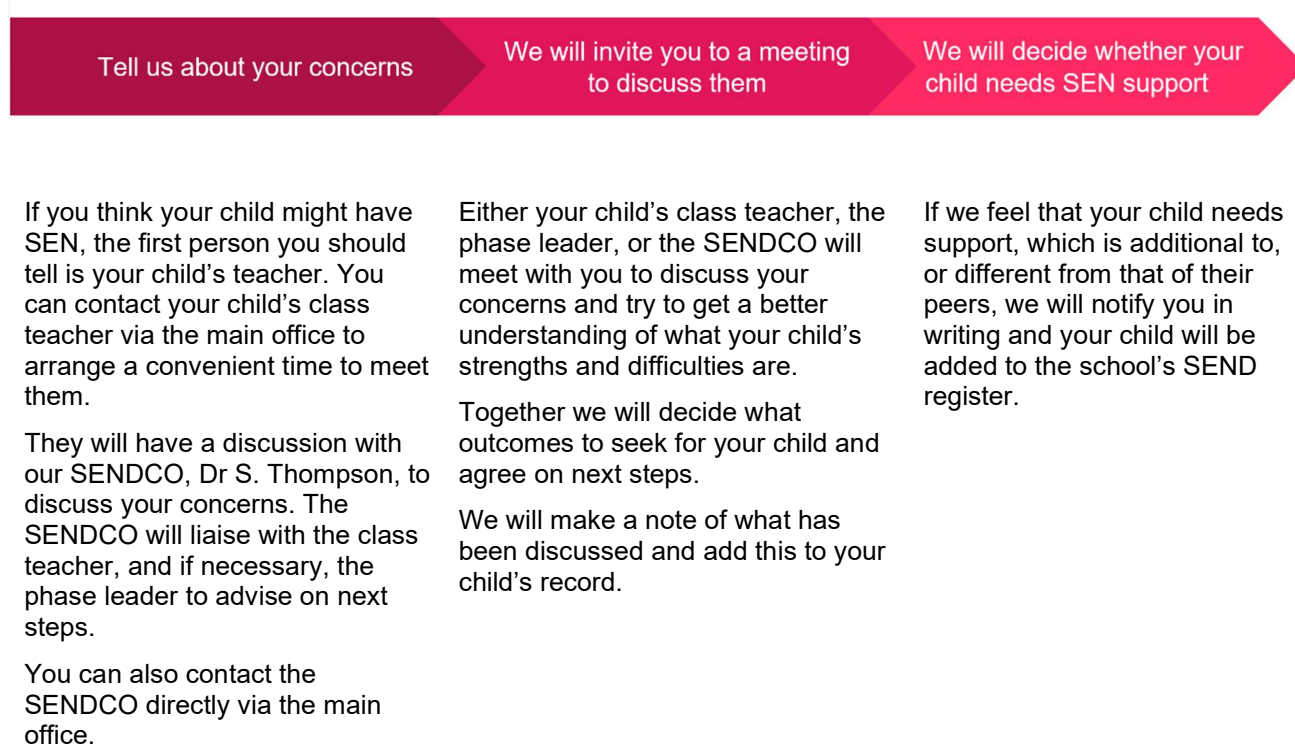 Tell us about your concerns
We will invite you to a meeting
to discuss them
We will decide whether your
child needs SEN support
If you think your child might have
SEN, the first person you should
tell is your child’s teacher. You
can contact your child’s class
teacher via the main office to
arrange a convenient time to meet
them.
They will have a discussion with
our SENDCO, Dr S. Thompson, to
discuss your concerns. The
SENDCO will liaise with the class
teacher, and if necessary, the
phase leader to advise on next
steps.
You can also contact the
SENDCO directly via the main
office.
Either your child’s class teacher, the
phase leader, or the SENDCO will
meet with you to discuss your
concerns and try to get a better
understanding of what your child’s
strengths and difficulties are.
Together we will decide what
outcomes to seek for your child and
agree on next steps.
We will make a note of what has
been discussed and add this to your
child’s record.
If we feel that your child needs
support, which is additional to,
or different from that of their
peers, we will notify you in
writing and your child will be
added to the school’s SEND
register.